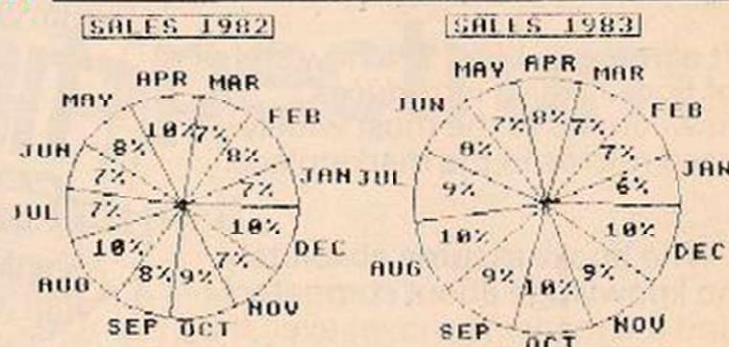 SALES 1982
APR
MAR
MAY
FEB
10%
7%
8%
8%
JUN
7%
7%
JAN
JUL
7%
10%
DEC
10%
7%
8%
9%
AUG
NOV
SEP
OCT
SALES 1983
APR
MAY
MAR
JUN
FEB
7%
8%
7%
8%
7%
JAN
JUL
9%
6%
10%
10%
DEC
AUG
9%
10%
9%
SEP
NOV
OCT